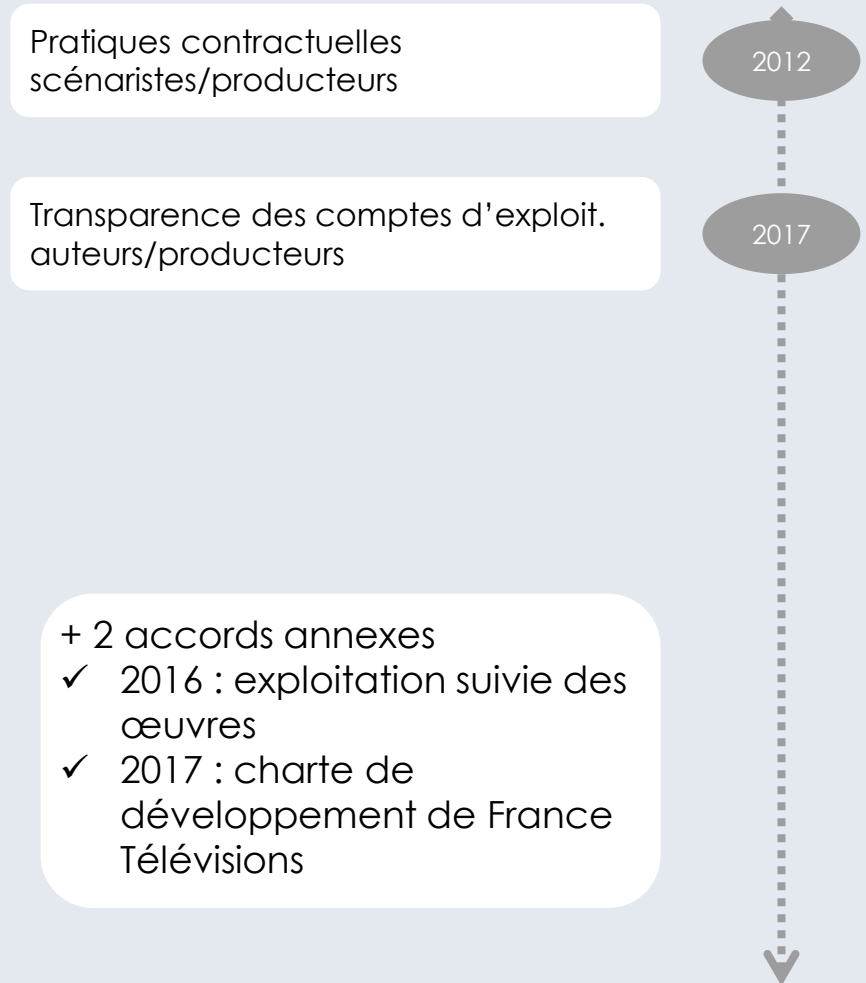 Pratiques contractuelles
scénaristes/producteurs
2012
Transparence des comptes d’exploit.
auteurs/producteurs
2017
+ 2 accords annexes
✓ 2016 : exploitation suivie des
œuvres
✓ 2017 : charte de
développement de France
Télévisions